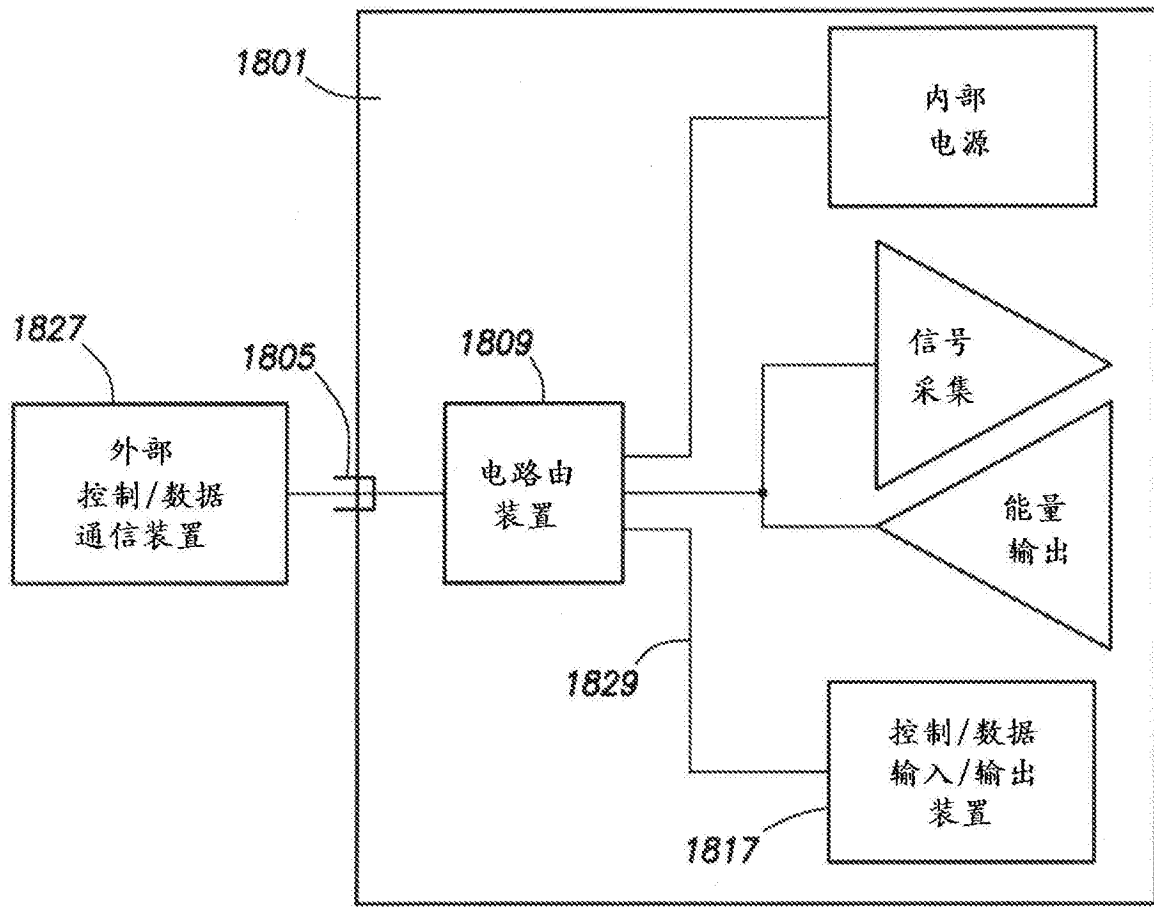 1801
内部
电源
1827
1805
1809
信号
采集
外部
控制/数据
通信装置
电路由
装置
能量
输出
1829
控制/数据
输入/输出
装置
1817